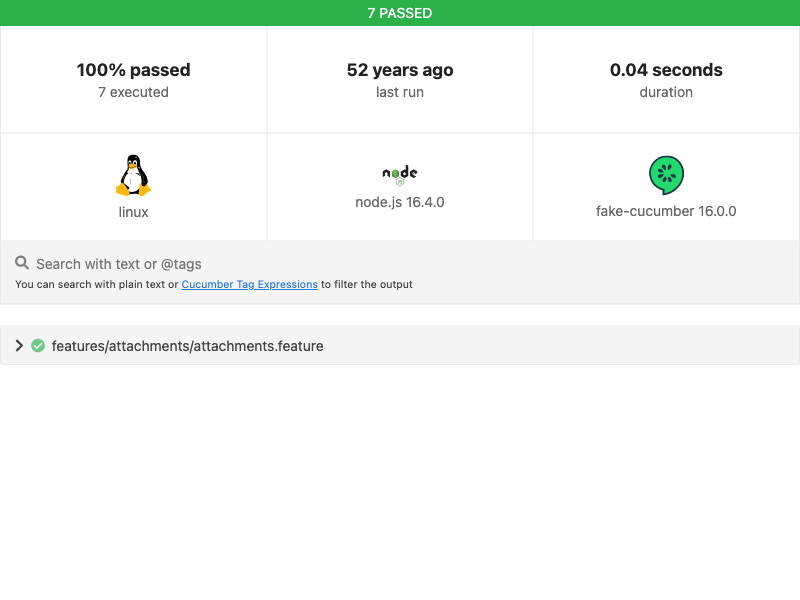 7 PASSED
100% passed
7 executed
52 years ago
last run
0.04 seconds
duration
linux
node
node.js 16.4.0
fake-cucumber 16.0.0
Search with text or @tags
You can search with plain text or Cucumber Tag Expressions to filter the output
features/attachments/attachments.feature